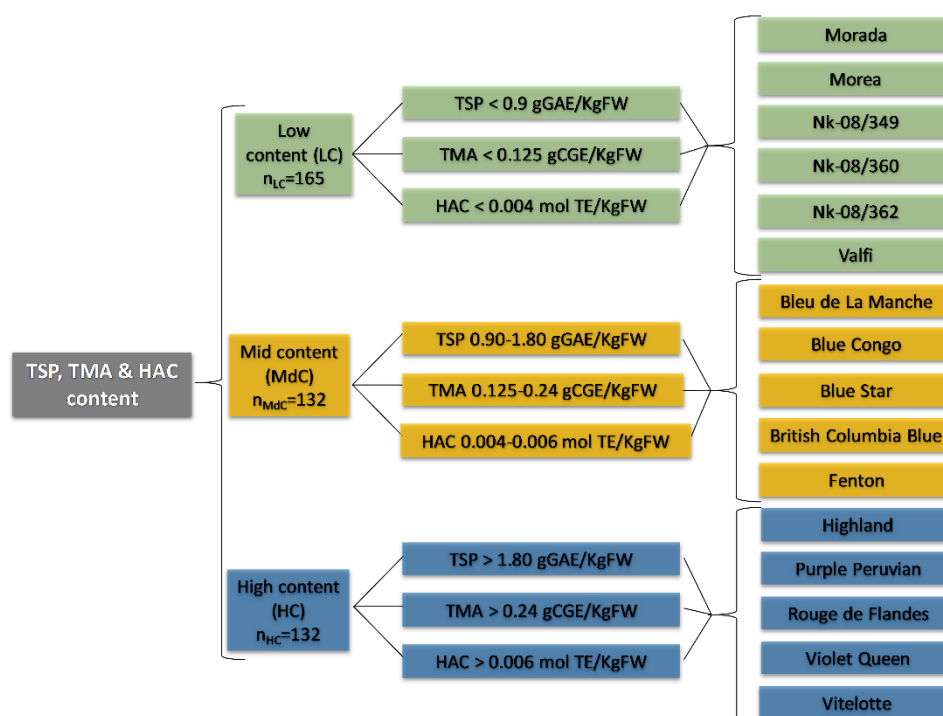 TSP, TMA & HAC
content
Low
content (LC)
nLC=165
TSP < 0.9 gGAE/KgFW
TMA < 0.125 gCGE/KgFW
HAC < 0.004 mol TE/KgFW
Morada
Morea
Nk-08/349
Nk-08/360
Nk-08/362
Valfi
Mid content
(MdC)
nMdC=132
TSP 0.90-1.80 gGAE/KgFW
TMA 0.125-0.24 gCGE/KgFW
HAC 0.004-0.006 mol TE/KgFW
Bleu de La Manche
Blue Congo
Blue Star
British Columbia Blue
Fenton
High content
(HC)
nHC=132
TSP > 1.80 gGAE/KgFW
TMA > 0.24 gCGE/KgFW
HAC > 0.006 mol TE/KgFW
Highland
Purple Peruvian
Rouge de Flandes
Violet Queen
Vitelotte